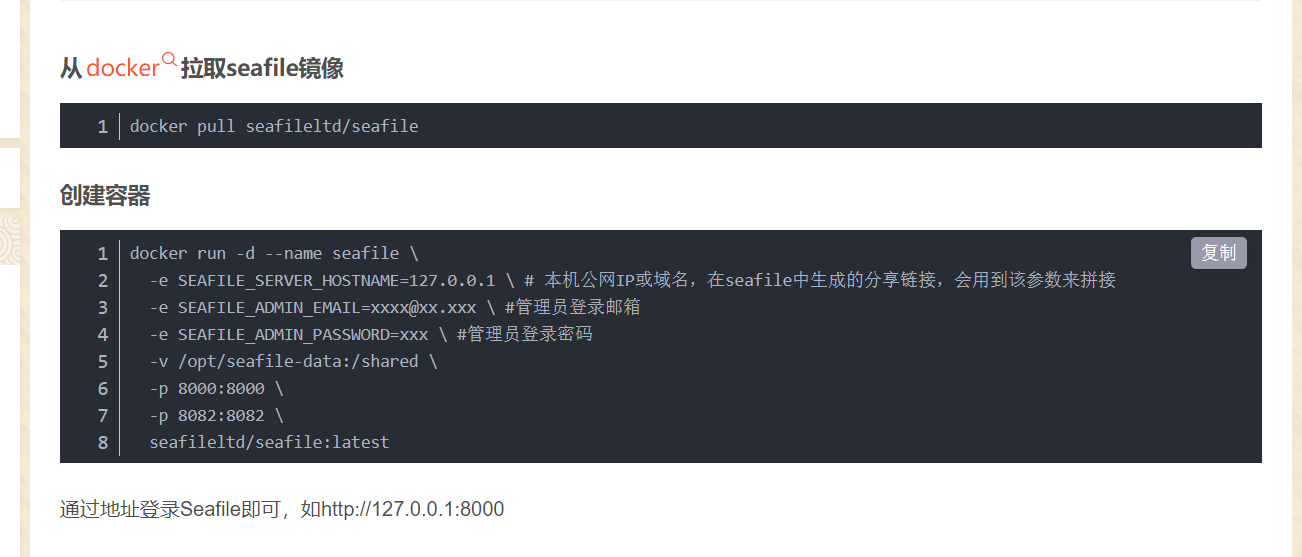 从docker拉取seafile镜像
1 docker pull seafileltd/seafile
创建容器
复制
1 docker run -d --name seafile \
2   -e SEAFILE_SERVER_HOSTNAME=127.0.0.1 \ # 本机公网IP或域名，在seafile中生成的分享链接，会用到该参数来拼接
3   -e SEAFILE_ADMIN_EMAIL=xxxx@xx.xxx \ #管理员登录邮箱
4   -e SEAFILE_ADMIN_PASSWORD=xxx \ #管理员登录密码
5   -v /opt/seafile-data:/shared \
6   -p 8000:8000 \
7   -p 8082:8082 \
8   seafileltd/seafile:latest
通过地址登录Seafile即可，如http://127.0.0.1:8000